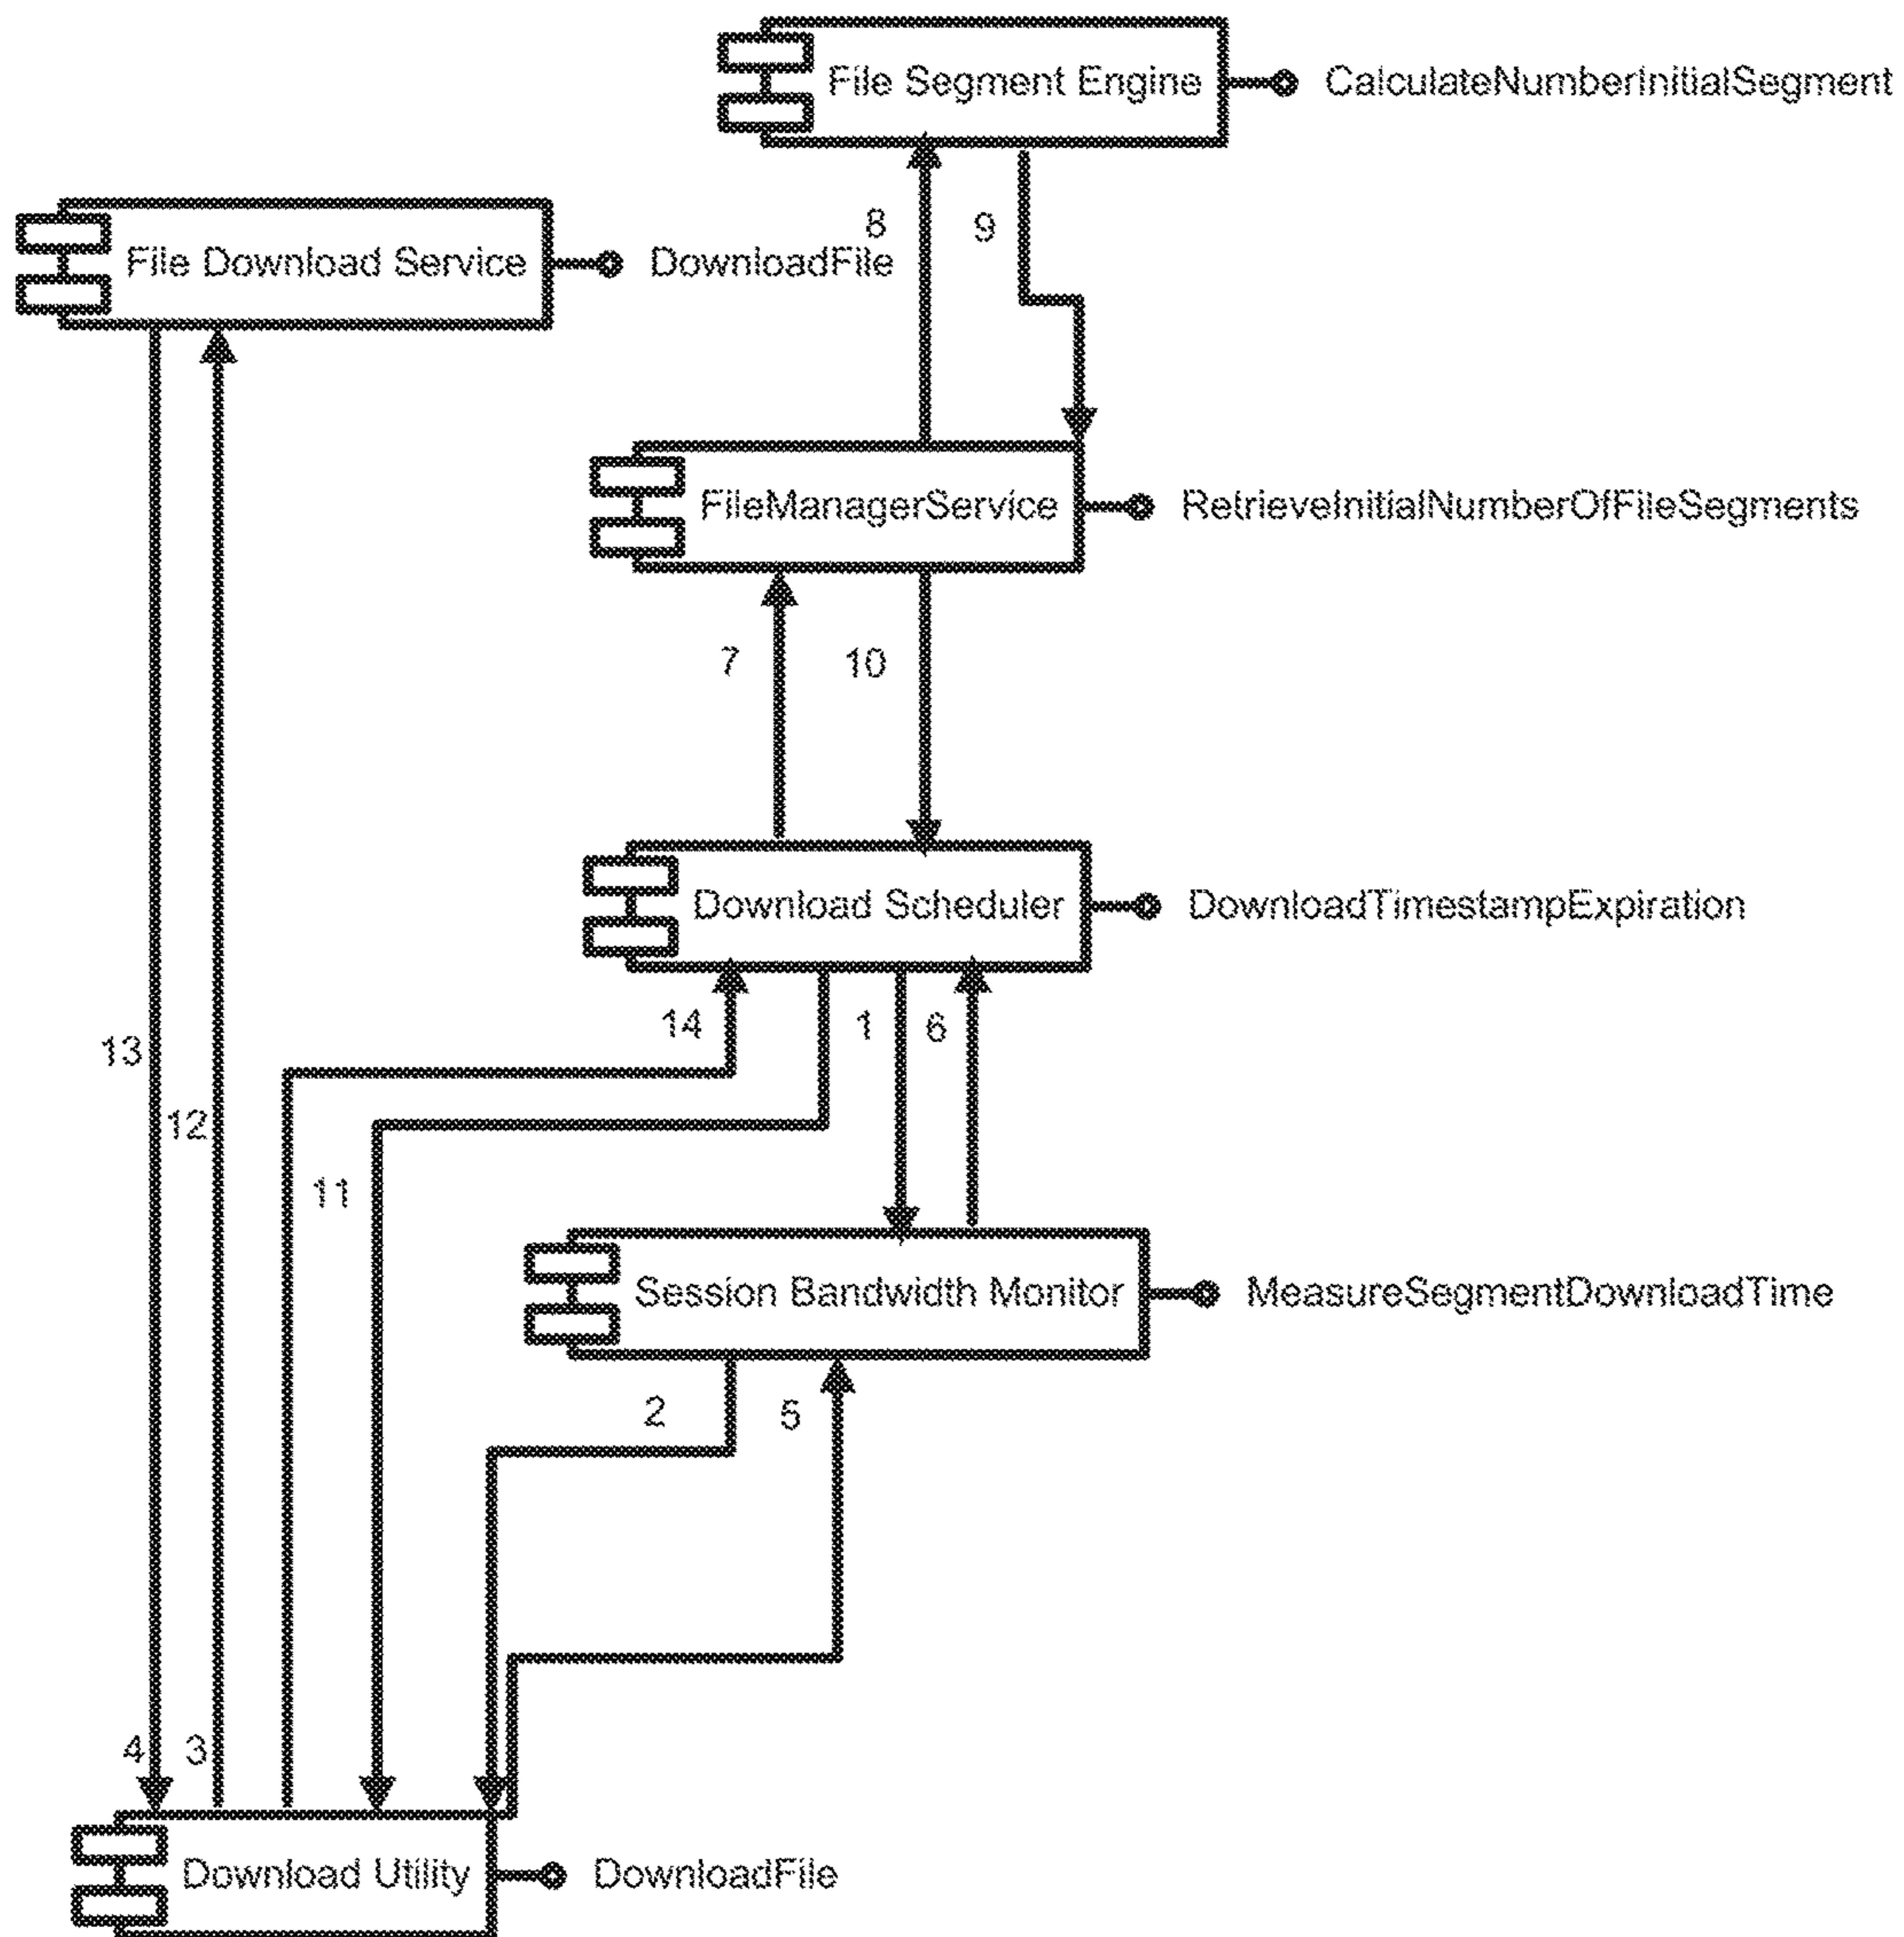 File Segment Engine
CalculateNumberInitialSegment
8
9
File Download Service
DownloadFile
FileManagerService
RetrieveInitialNumberOfFileSegments
7
10
Download Scheduler
DownloadTimestampExpiration
14
1
6
13
12
11
Session Bandwidth Monitor
MeasureSegmentDownloadTime
2
5
4
3
Download Utility
DownloadFile